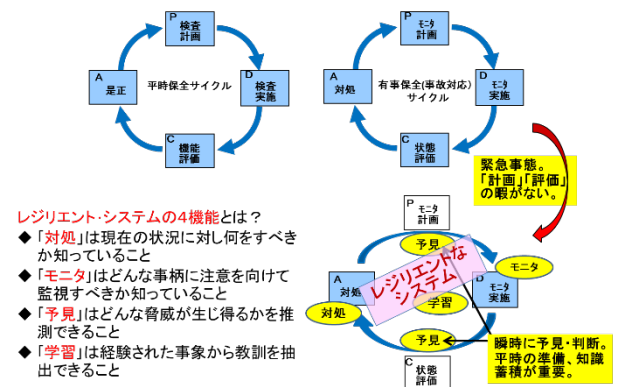 P
検査
計画
A
是正
平時保全サイクル
D
検査
実施
C
機能
評価
P
モニタ
計画
A
対処
有事保全(事故対応)
サイクル
D
モニタ
実施
C
状態
評価
緊急事態。
「計画」「評価」
の暇がない。
レジリエント・システムの４機能とは？
◆「対処」は現在の状況に対し何をすべき
か知っていること
◆「モニタ」はどんな事柄に注意を向けて
監視すべきか知っていること
◆「予見」はどんな脅威が生じ得るかを推
測できること
◆「学習」は経験された事象から教訓を抽
出できること
P
モニタ
計画
予見
モニタ
A
対処
対処
レジリエントな
システム
学習
D
モニタ
実施
予見
C
状態
評価
瞬時に予見・判断。
平時の準備、知識
蓄積が重要。